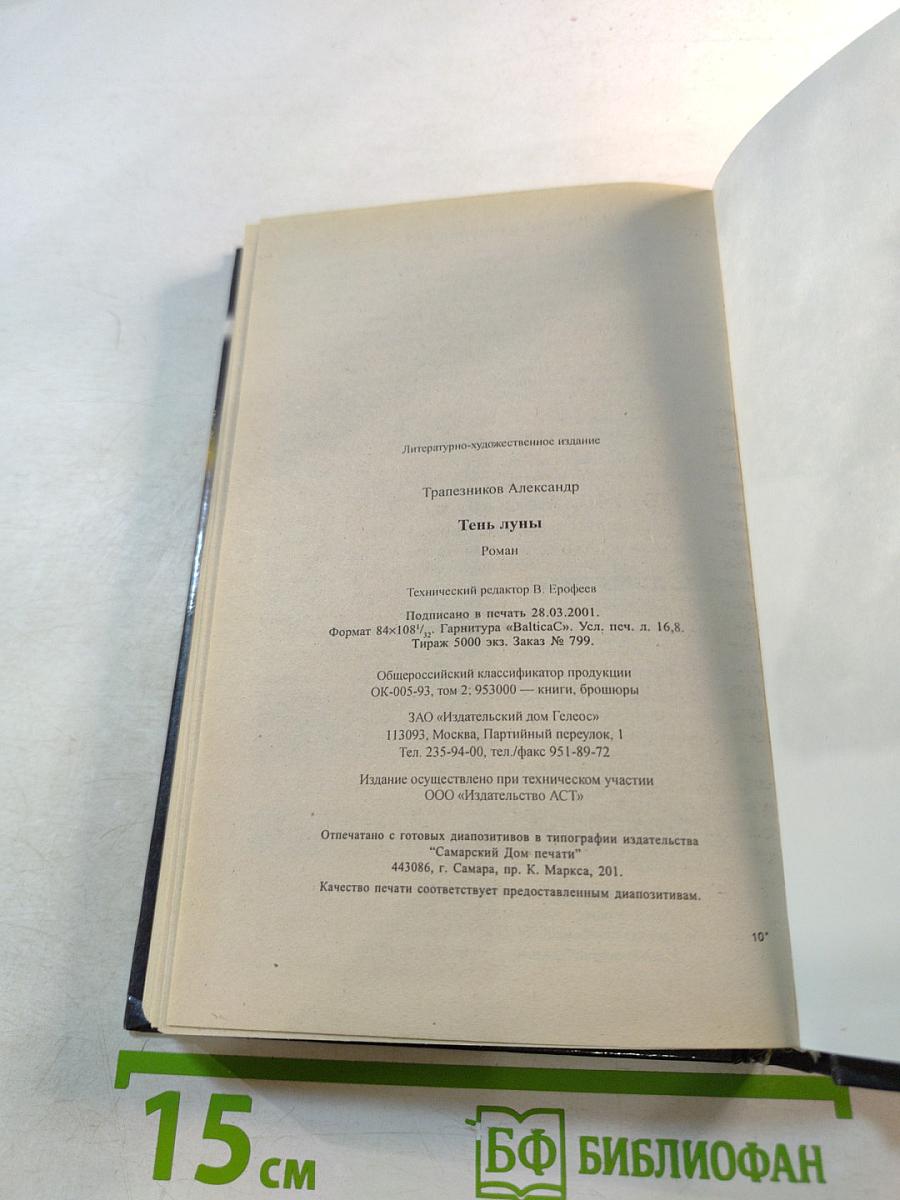 Литературно-художественное издание
Трапезников Александр
Тень луны
Роман
Технический редактор В. Ерофеев
Подписано в печать 28.03.2001.
Формат 84×108¹/₃₂. Гарнитура «BalticaC». Усл. печ. л. 16,8.
Тираж 5000 экз. Заказ № 799.
Общероссийский классификатор продукции
ОК-005-93, том 2; 953000 — книги, брошюры
ЗАО «Издательский дом Гелеос»
113093, Москва, Партийный переулок, 1
Тел. 235-94-00, тел./факс 951-89-72
Издание осуществлено при техническом участии
ООО «Издательство АСТ»
Отпечатано с готовых диапозитивов в типографии издательства
"Самарский Дом печати"
443086, г. Самара, пр. К. Маркса, 201.
Качество печати соответствует предоставленным диапозитивам.
10*
15 см
БФ БИБЛИОФАН